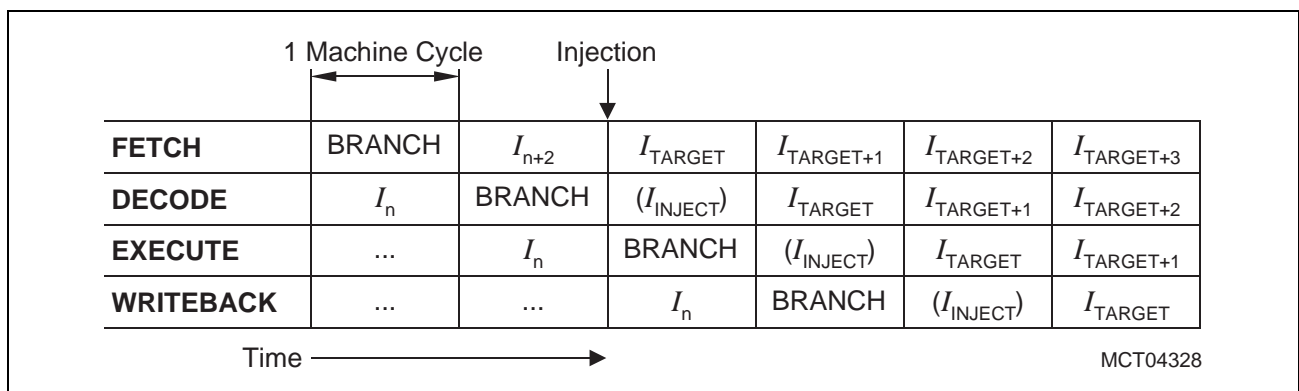 1 Machine Cycle Injection
FETCH BRANCH In+2 ITARGET ITARGET+1 ITARGET+2 ITARGET+3
DECODE In BRANCH (IINJECT) ITARGET ITARGET+1 ITARGET+2
EXECUTE ... In BRANCH (IINJECT) ITARGET ITARGET+1
WRITEBACK ... ... In BRANCH (IINJECT) ITARGET
Time MCT04328